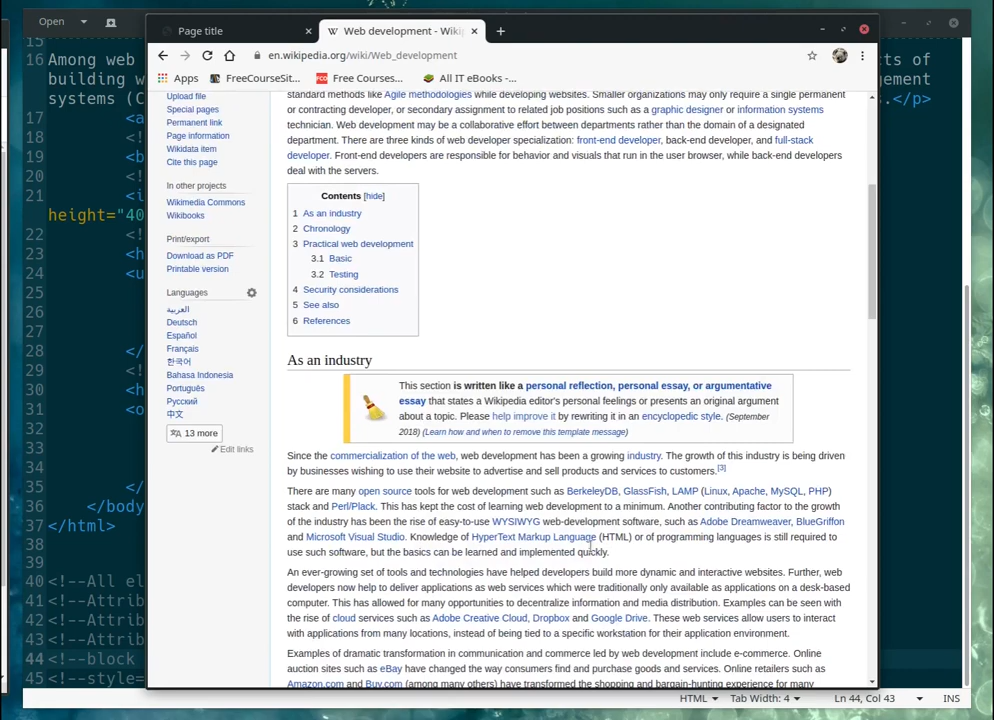 Open
Page title
Web development - Wikip
en.wikipedia.org/wiki/Web_development
Apps
FreeCourseSit...
Free Courses...
All IT eBooks -...
15
16 Among web
cts of
building w
agement
systems (C
.</p>
17 <a
18 <!
19 <b
20 <!
21 <i
height="40
22 <!
23 <h
24 <u
25
26
27
28 </
29 <!
30 <h
31 <o
32
33
34
35 </
36 </body
37 </html>
38
39
40 <!--All el
41 <!--Attrib
42 <!--Attrib
43 <!--Attrib
44 <!--block
45 <!--style=
Upload file
Special pages
Permanent link
Page information
Wikidata item
Cite this page
In other projects
Wikimedia Commons
Wikibooks
Print/export
Download as PDF
Printable version
Languages
العربية
Deutsch
Español
Français
한국어
Bahasa Indonesia
Português
Русский
中文
13 more
Edit links
standard methods like Agile methodologies while developing websites. Smaller organizations may only require a single permanent
or contracting developer, or secondary assignment to related job positions such as a graphic designer or information systems
technician. Web development may be a collaborative effort between departments rather than the domain of a designated
department. There are three kinds of web developer specialization: front-end developer, back-end developer, and full-stack
developer. Front-end developers are responsible for behavior and visuals that run in the user browser, while back-end developers
deal with the servers.
Contents [hide]
1 As an industry
2 Chronology
3 Practical web development
3.1 Basic
3.2 Testing
4 Security considerations
5 See also
6 References
As an industry
This section is written like a personal reflection, personal essay, or argumentative
essay that states a Wikipedia editor's personal feelings or presents an original argument
about a topic. Please help improve it by rewriting it in an encyclopedic style. (September
2018) (Learn how and when to remove this template message)
Since the commercialization of the web, web development has been a growing industry. The growth of this industry is being driven
by businesses wishing to use their website to advertise and sell products and services to customers.[3]
There are many open source tools for web development such as BerkeleyDB, GlassFish, LAMP (Linux, Apache, MySQL, PHP)
stack and Perl/Plack. This has kept the cost of learning web development to a minimum. Another contributing factor to the growth
of the industry has been the rise of easy-to-use WYSIWYG web-development software, such as Adobe Dreamweaver, BlueGriffon
and Microsoft Visual Studio. Knowledge of HyperText Markup Language (HTML) or of programming languages is still required to
use such software, but the basics can be learned and implemented quickly.
An ever-growing set of tools and technologies have helped developers build more dynamic and interactive websites. Further, web
developers now help to deliver applications as web services which were traditionally only available as applications on a desk-based
computer. This has allowed for many opportunities to decentralize information and media distribution. Examples can be seen with
the rise of cloud services such as Adobe Creative Cloud, Dropbox and Google Drive. These web services allow users to interact
with applications from many locations, instead of being tied to a specific workstation for their application environment.
Examples of dramatic transformation in communication and commerce led by web development include e-commerce. Online
auction sites such as eBay have changed the way consumers find and purchase goods and services. Online retailers such as
Amazon.com and Buy.com (among many others) have transformed the shopping and bargain-hunting experience for many
HTML
Tab Width: 4
Ln 44, Col 43
INS